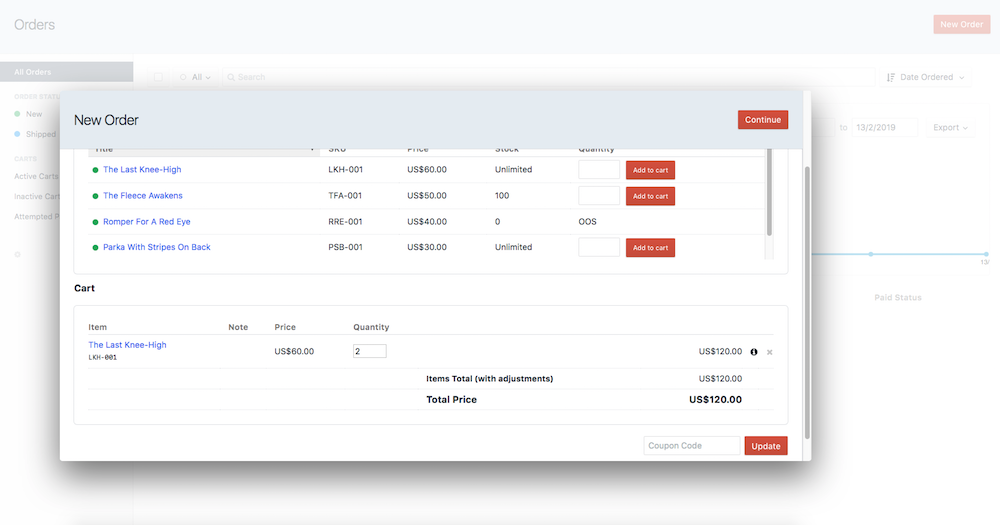 Orders
New Order
All Orders
All
Search
Date Ordered
ORDER STATU
New
Shipped
to
13/2/2019
Export
CARTS
Active Carts
Inactive Cart
Attempted P
13/
Paid Status
New Order
Continue
Title SKU Price Stock Quantity
The Last Knee-High LKH-001 US$60.00 Unlimited Add to cart
The Fleece Awakens TFA-001 US$50.00 100 Add to cart
Romper For A Red Eye RRE-001 US$40.00 0 OOS
Parka With Stripes On Back PSB-001 US$30.00 Unlimited Add to cart
Cart
Item Note Price Quantity
The Last Knee-High US$60.00 2 US$120.00
LKH-001
Items Total (with adjustments) US$120.00
Total Price US$120.00
Coupon Code Update